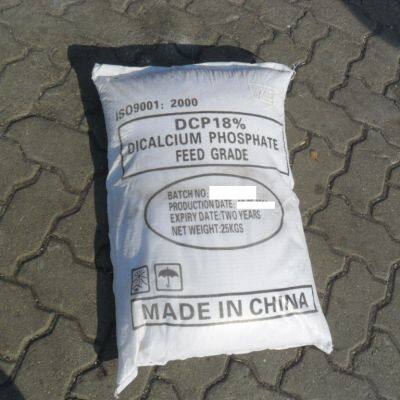 ISO9001: 2000
DCP18%
DICALCIUM PHOSPHATE
FEED GRADE
BATCH NO:
PRODUCTION DATE:
EXPIRY DATE:TWO YEARS
NET WEIGHT:25KGS
MADE IN CHINA